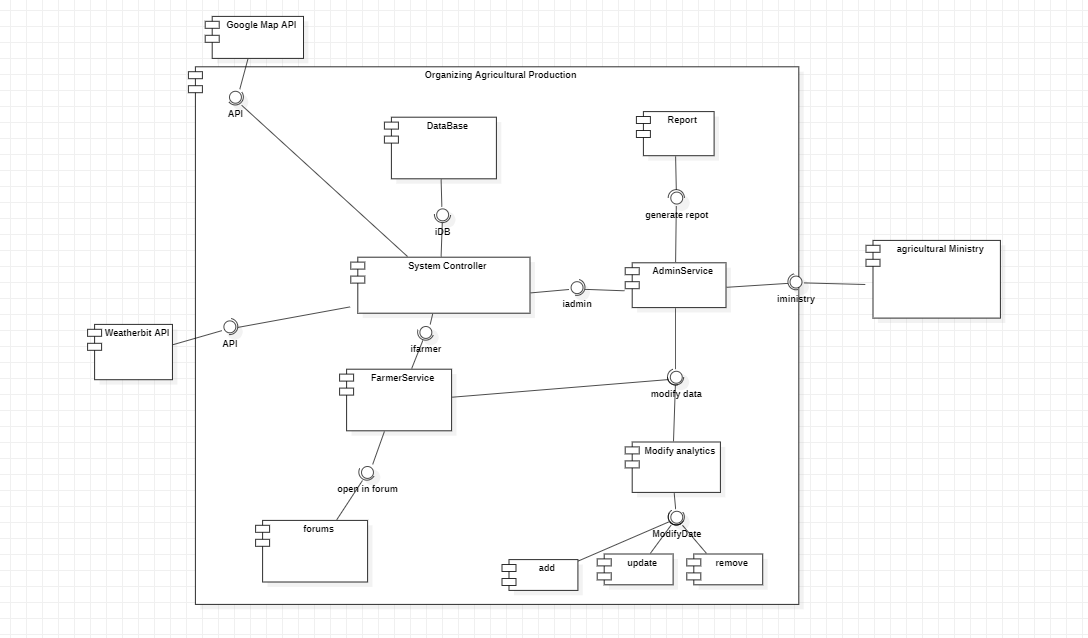 Google Map API
Organizing Agricultural Production
API
DataBase
Report
iDB
generate repot
System Controller
AdminService
agricultural Ministry
iadmin
iministry
Weatherbit API
API
ifarmer
FarmerService
modify data
Modify analytics
open in forum
forums
ModifyDate
add
update
remove